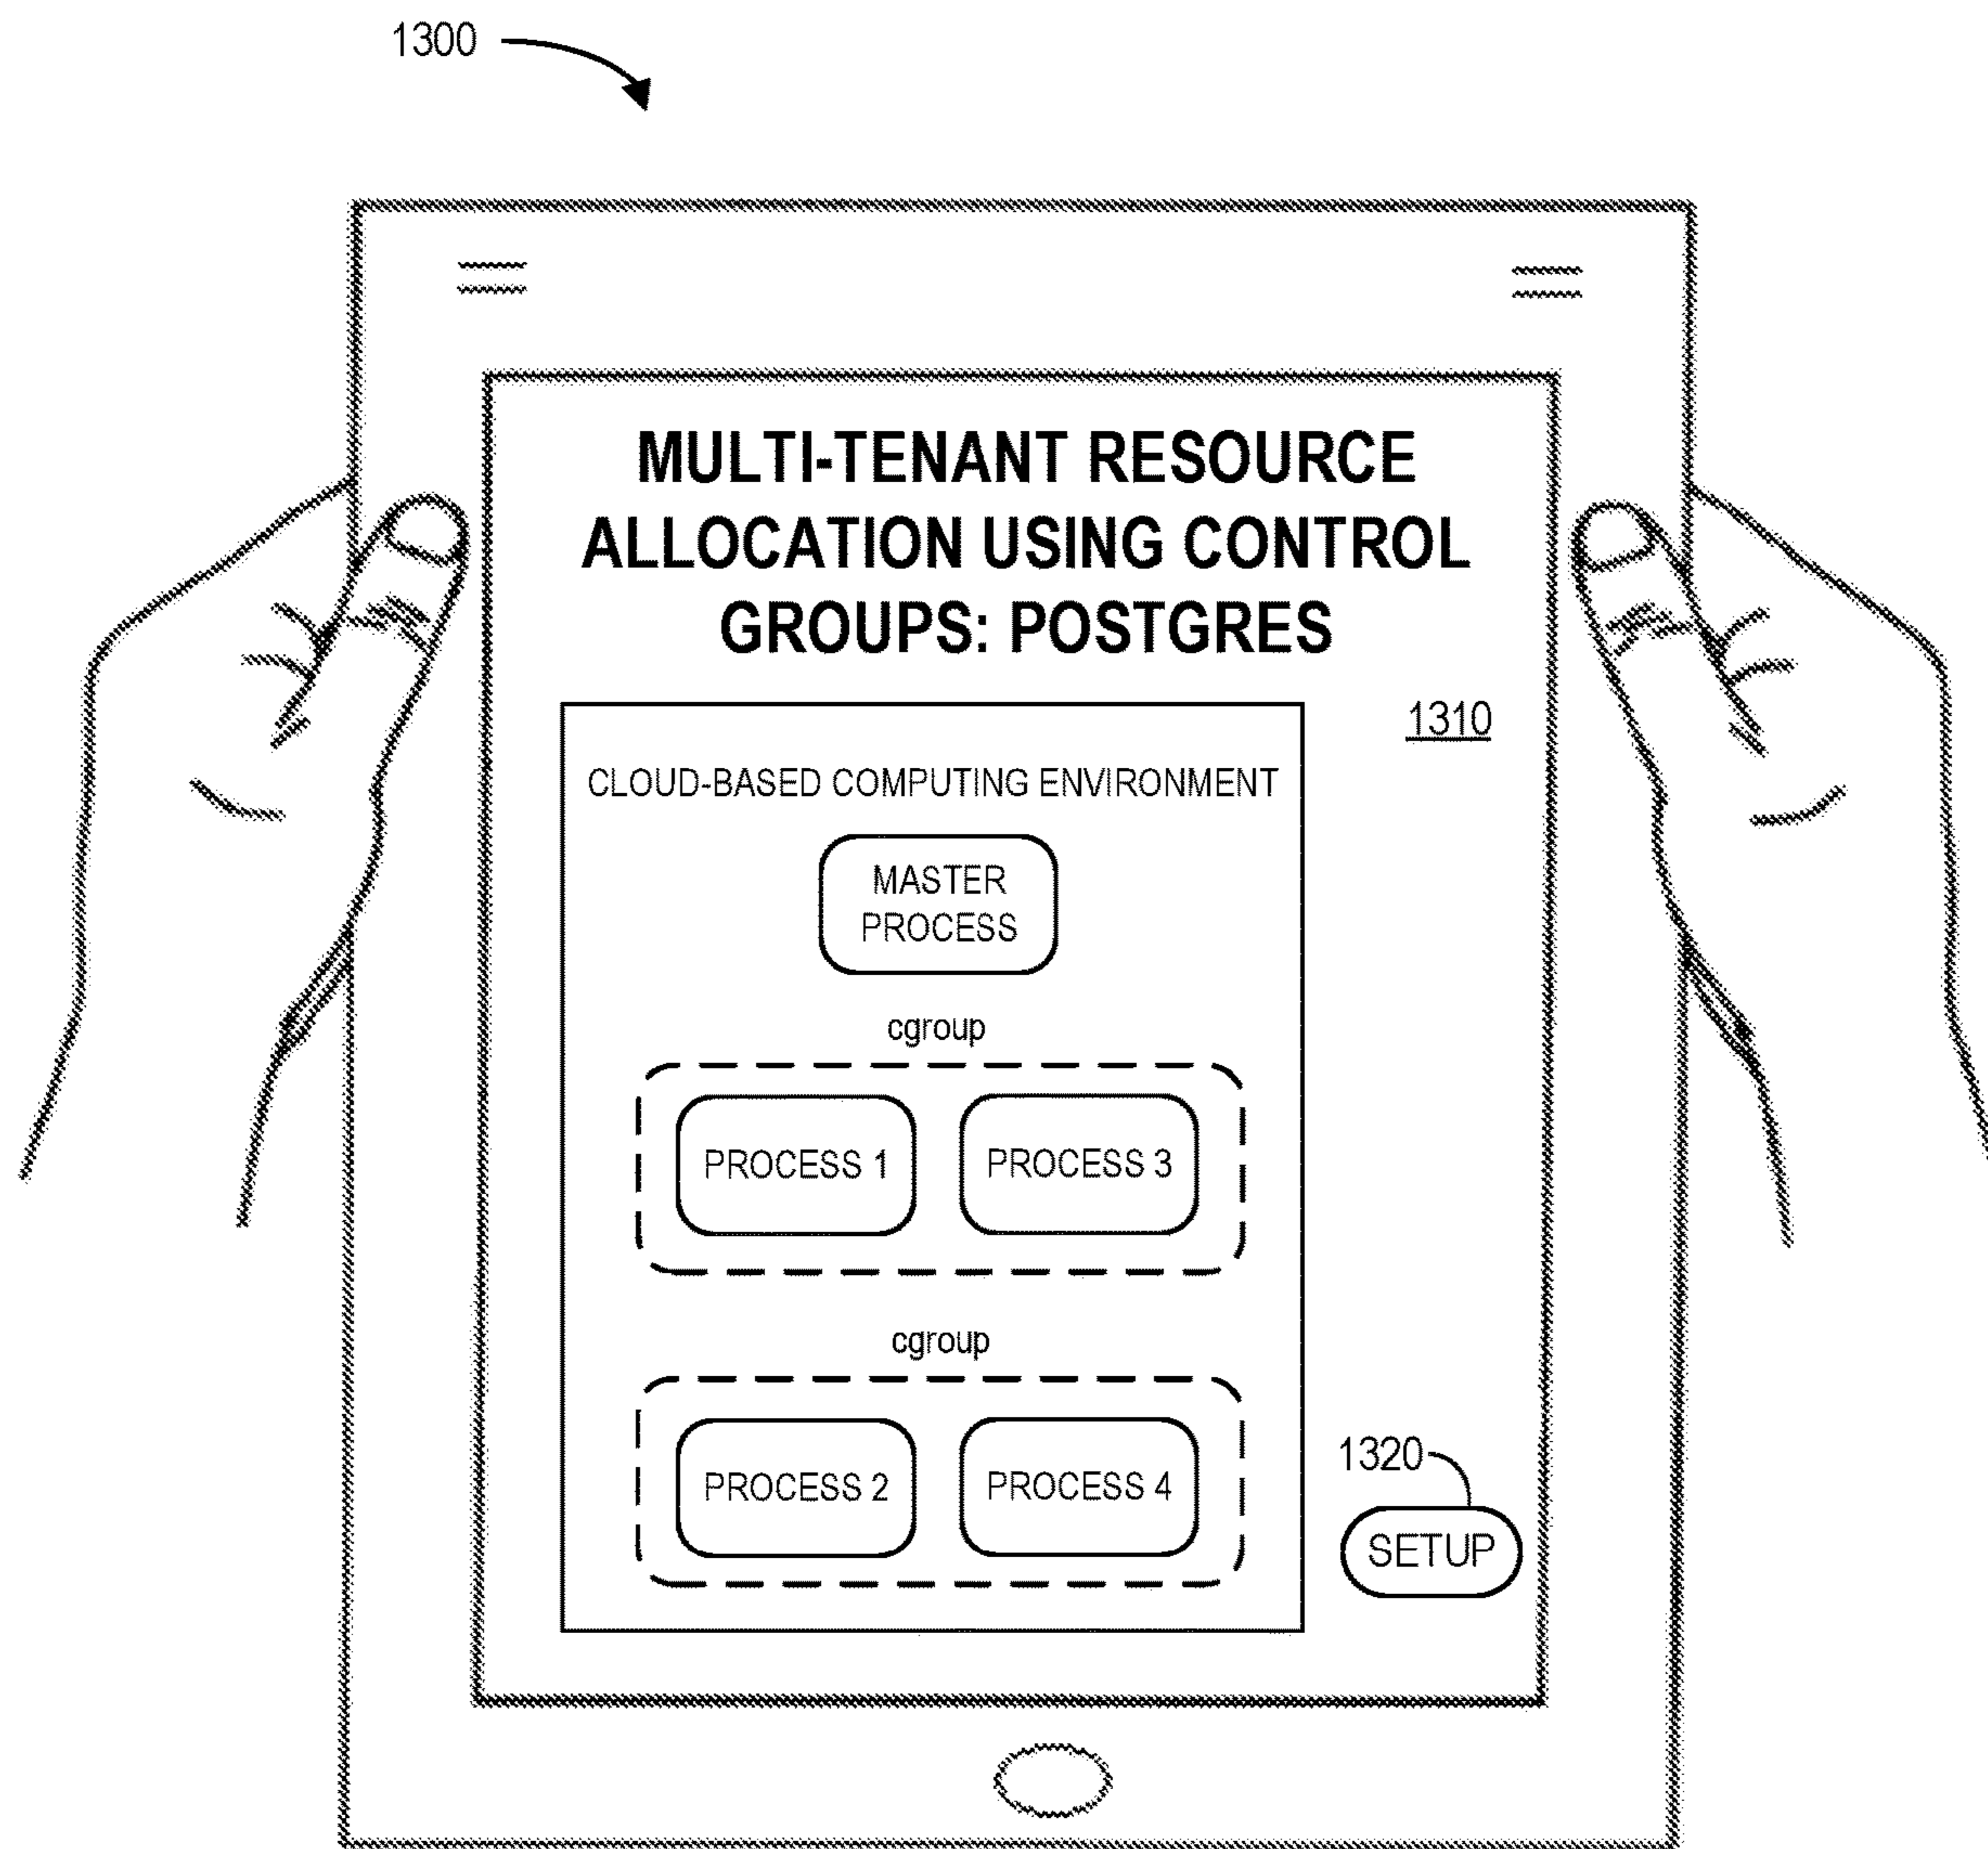 1300
MULTI-TENANT RESOURCE
ALLOCATION USING CONTROL
GROUPS: POSTGRES
1310
CLOUD-BASED COMPUTING ENVIRONMENT
MASTER
PROCESS
cgroup
PROCESS 1
PROCESS 3
cgroup
PROCESS 2
PROCESS 4
1320
SETUP